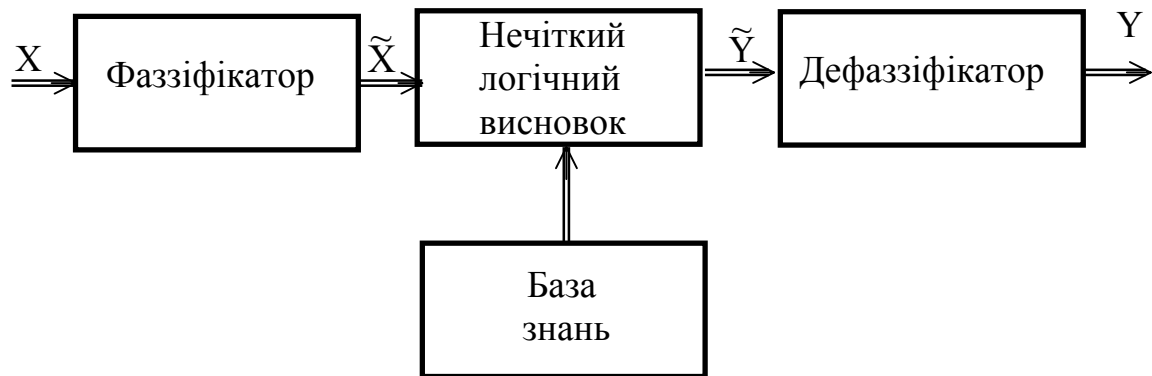 X
Фаззіфікатор
X̃
Нечіткий
логічний
висновок
Ỹ
Дефаззіфікатор
Y
База
знань